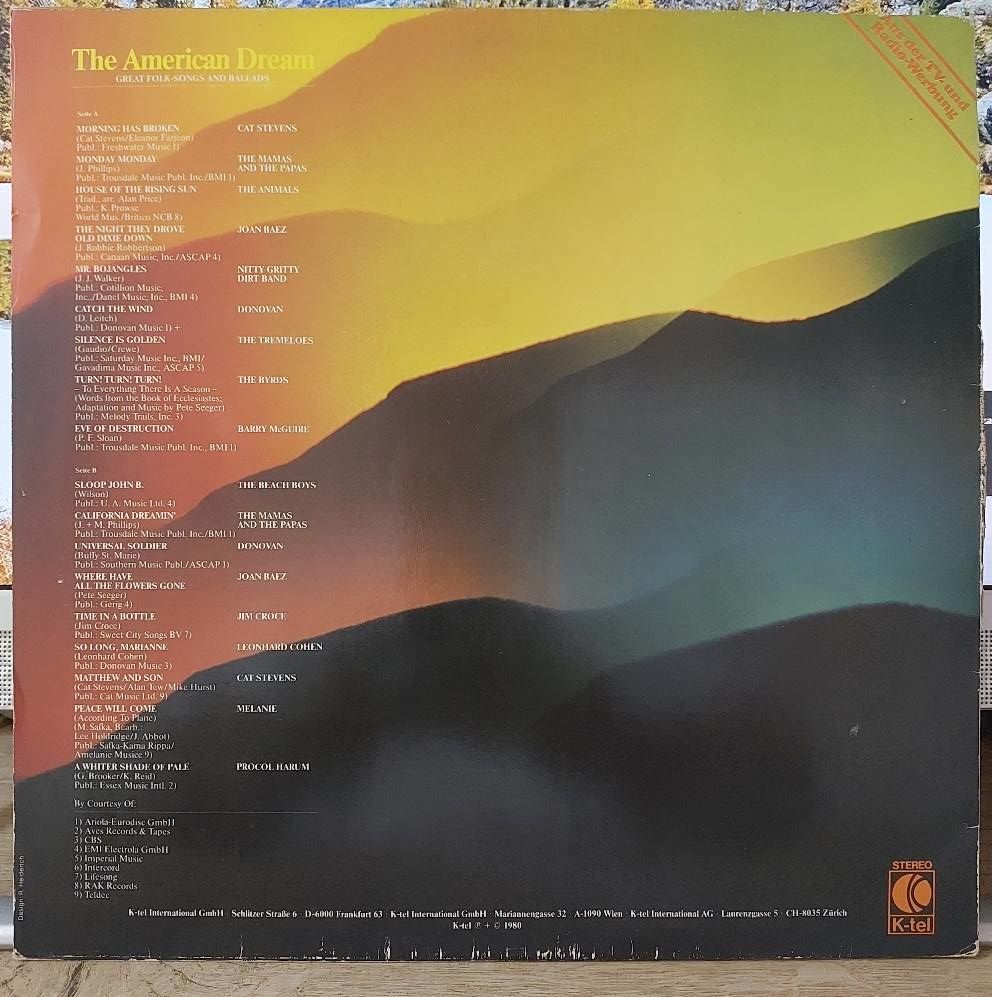 The American Dream
GREAT FOLK-SONGS AND BALLADS
Aus der TV- und
Radio-Werbung
Seite A
MORNING HAS BROKEN CAT STEVENS
(Cat Stevens/Eleanor Farjeon)
Publ.: Freshwater Music 1)
MONDAY MONDAY THE MAMAS
(J. Phillips) AND THE PAPAS
Publ.: Trousdale Music Publ. Inc./BMI 1)
HOUSE OF THE RISING SUN THE ANIMALS
(Trad., arr. Alan Price)
Publ.: K. Prowse
World Mus./Britico NCB 8)
THE NIGHT THEY DROVE JOAN BAEZ
OLD DIXIE DOWN
(J. Robbie Robbertson)
Publ.: Canaan Music, Inc./ASCAP 4)
MR. BOJANGLES NITTY GRITTY
(J. J. Walker) DIRT BAND
Publ.: Cotillion Music,
Inc./Danel Music, Inc., BMI 4)
CATCH THE WIND DONOVAN
(D. Leitch)
Publ.: Donovan Music 1) +
SILENCE IS GOLDEN THE TREMELOES
(Gaudio/Crewe)
Publ.: Saturday Music Inc., BMI/
Gavadima Music Inc., ASCAP 5)
TURN! TURN! TURN! THE BYRDS
– To Everything There Is A Season –
(Words from the Book of Ecclesiastes;
Adaptation and Music by Pete Seeger)
Publ.: Melody Trails, Inc. 3)
EVE OF DESTRUCTION BARRY McGUIRE
(P. F. Sloan)
Publ.: Trousdale Music Publ. Inc., BMI 1)
Seite B
SLOOP JOHN B. THE BEACH BOYS
(Wilson)
Publ.: U. A. Music Ltd. 4)
CALIFORNIA DREAMIN' THE MAMAS
(J. + M. Phillips) AND THE PAPAS
Publ.: Trousdale Music Publ. Inc./BMI 1)
UNIVERSAL SOLDIER DONOVAN
(Buffy St. Marie)
Publ.: Southern Music Publ./ASCAP 1)
WHERE HAVE JOAN BAEZ
ALL THE FLOWERS GONE
(Pete Seeger)
Publ.: Gerig 4)
TIME IN A BOTTLE JIM CROCE
(Jim Croce)
Publ.: Sweet City Songs BV 7)
SO LONG, MARIANNE LEONHARD COHEN
(Leonhard Cohen)
Publ.: Donovan Music 3)
MATTHEW AND SON CAT STEVENS
(Cat Stevens/Alan Tew/Mike Hurst)
Publ.: Cat Music Ltd. 9)
PEACE WILL COME MELANIE
(According To Plane)
(M. Safka, Bearb.:
Lee Holdridge/J. Abbot)
Publ.: Safka-Kama Rippa/
Amelanie Musicc 9)
A WHITER SHADE OF PALE PROCOL HARUM
(G. Brooker/K. Reid)
Publ.: Essex Music Intl. 2)
By Courtesy Of:
1) Ariola-Eurodisc GmbH
2) Aves Records & Tapes
3) CBS
4) EMI Electrola GmbH
5) Imperial Music
6) Intercord
7) Lifesong
8) RAK Records
9) Teldec
Design: R. Heiderich
STEREO
K-tel
K-tel International GmbH · Schlitzer Straße 6 · D-6000 Frankfurt 63 · K-tel International GmbH · Mariannengasse 32 · A-1090 Wien · K-tel International AG · Laurenzgasse 5 · CH-8035 Zürich
K-tel ℗ + © 1980